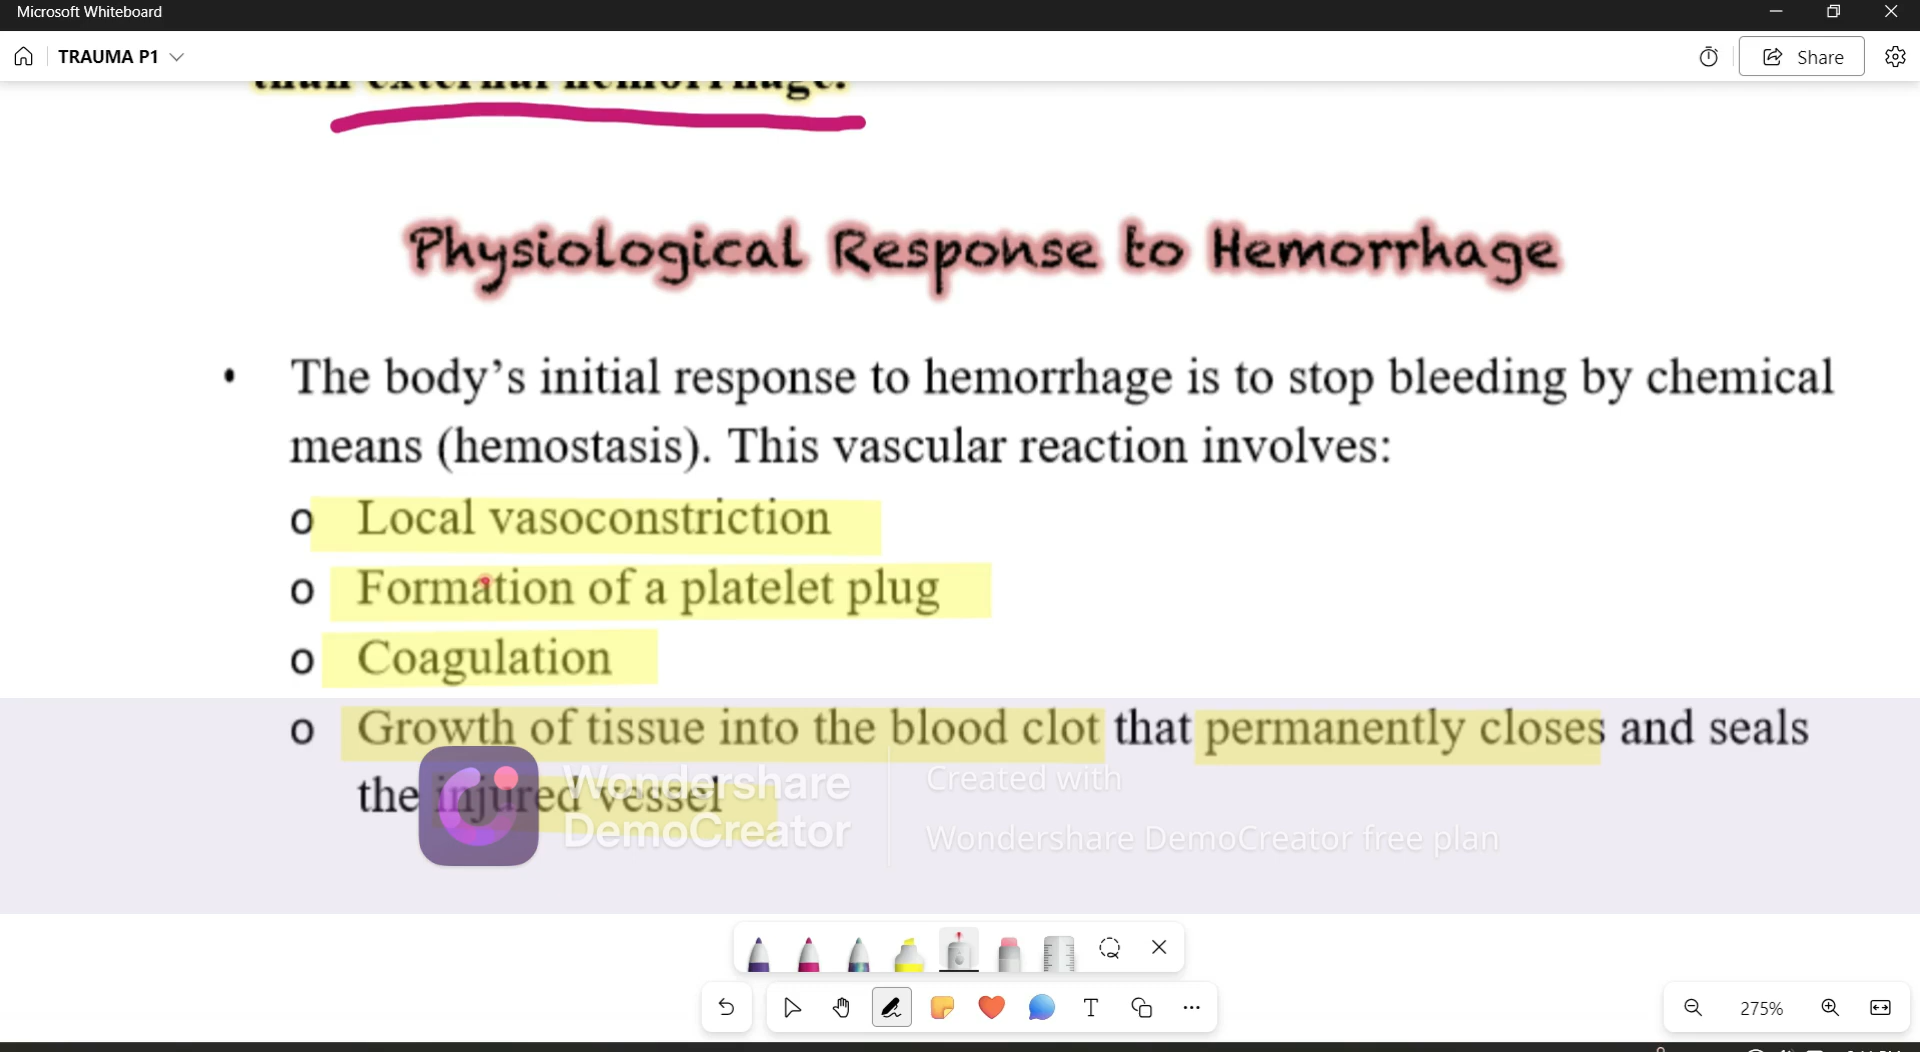 Microsoft Whiteboard
TRAUMA P1
Share
than external hemorrhage.
Physiological Response to Hemorrhage
• The body’s initial response to hemorrhage is to stop bleeding by chemical
means (hemostasis). This vascular reaction involves:
o Local vasoconstriction
o Formation of a platelet plug
o Coagulation
o Growth of tissue into the blood clot that permanently closes and seals
the injured vessel
Wondershare
DemoCreator
Created with
Wondershare DemoCreator free plan
275%